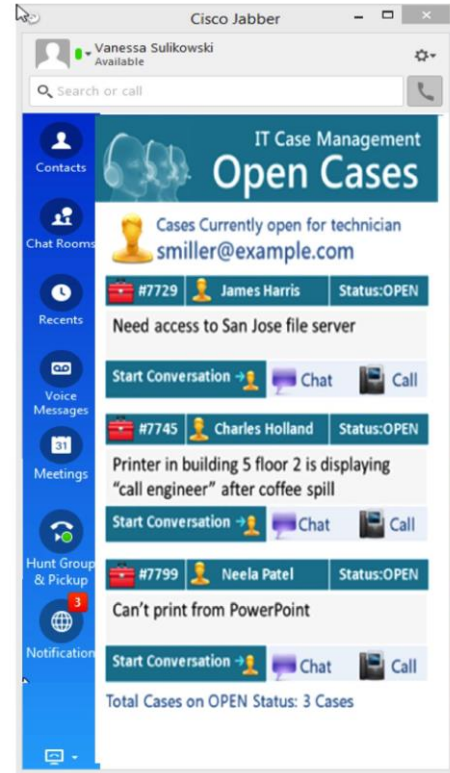 Cisco Jabber
Vanessa Sulikowski
Available
Search or call
Contacts
Chat Rooms
Recents
Voice
Messages
31
Meetings
Hunt Group
& Pickup
3
Notification
IT Case Management
Open Cases
Cases Currently open for technician
smiller@example.com
#7729 James Harris Status:OPEN
Need access to San Jose file server
Start Conversation Chat Call
#7745 Charles Holland Status:OPEN
Printer in building 5 floor 2 is displaying
“call engineer” after coffee spill
Start Conversation Chat Call
#7799 Neela Patel Status:OPEN
Can’t print from PowerPoint
Start Conversation Chat Call
Total Cases on OPEN Status: 3 Cases